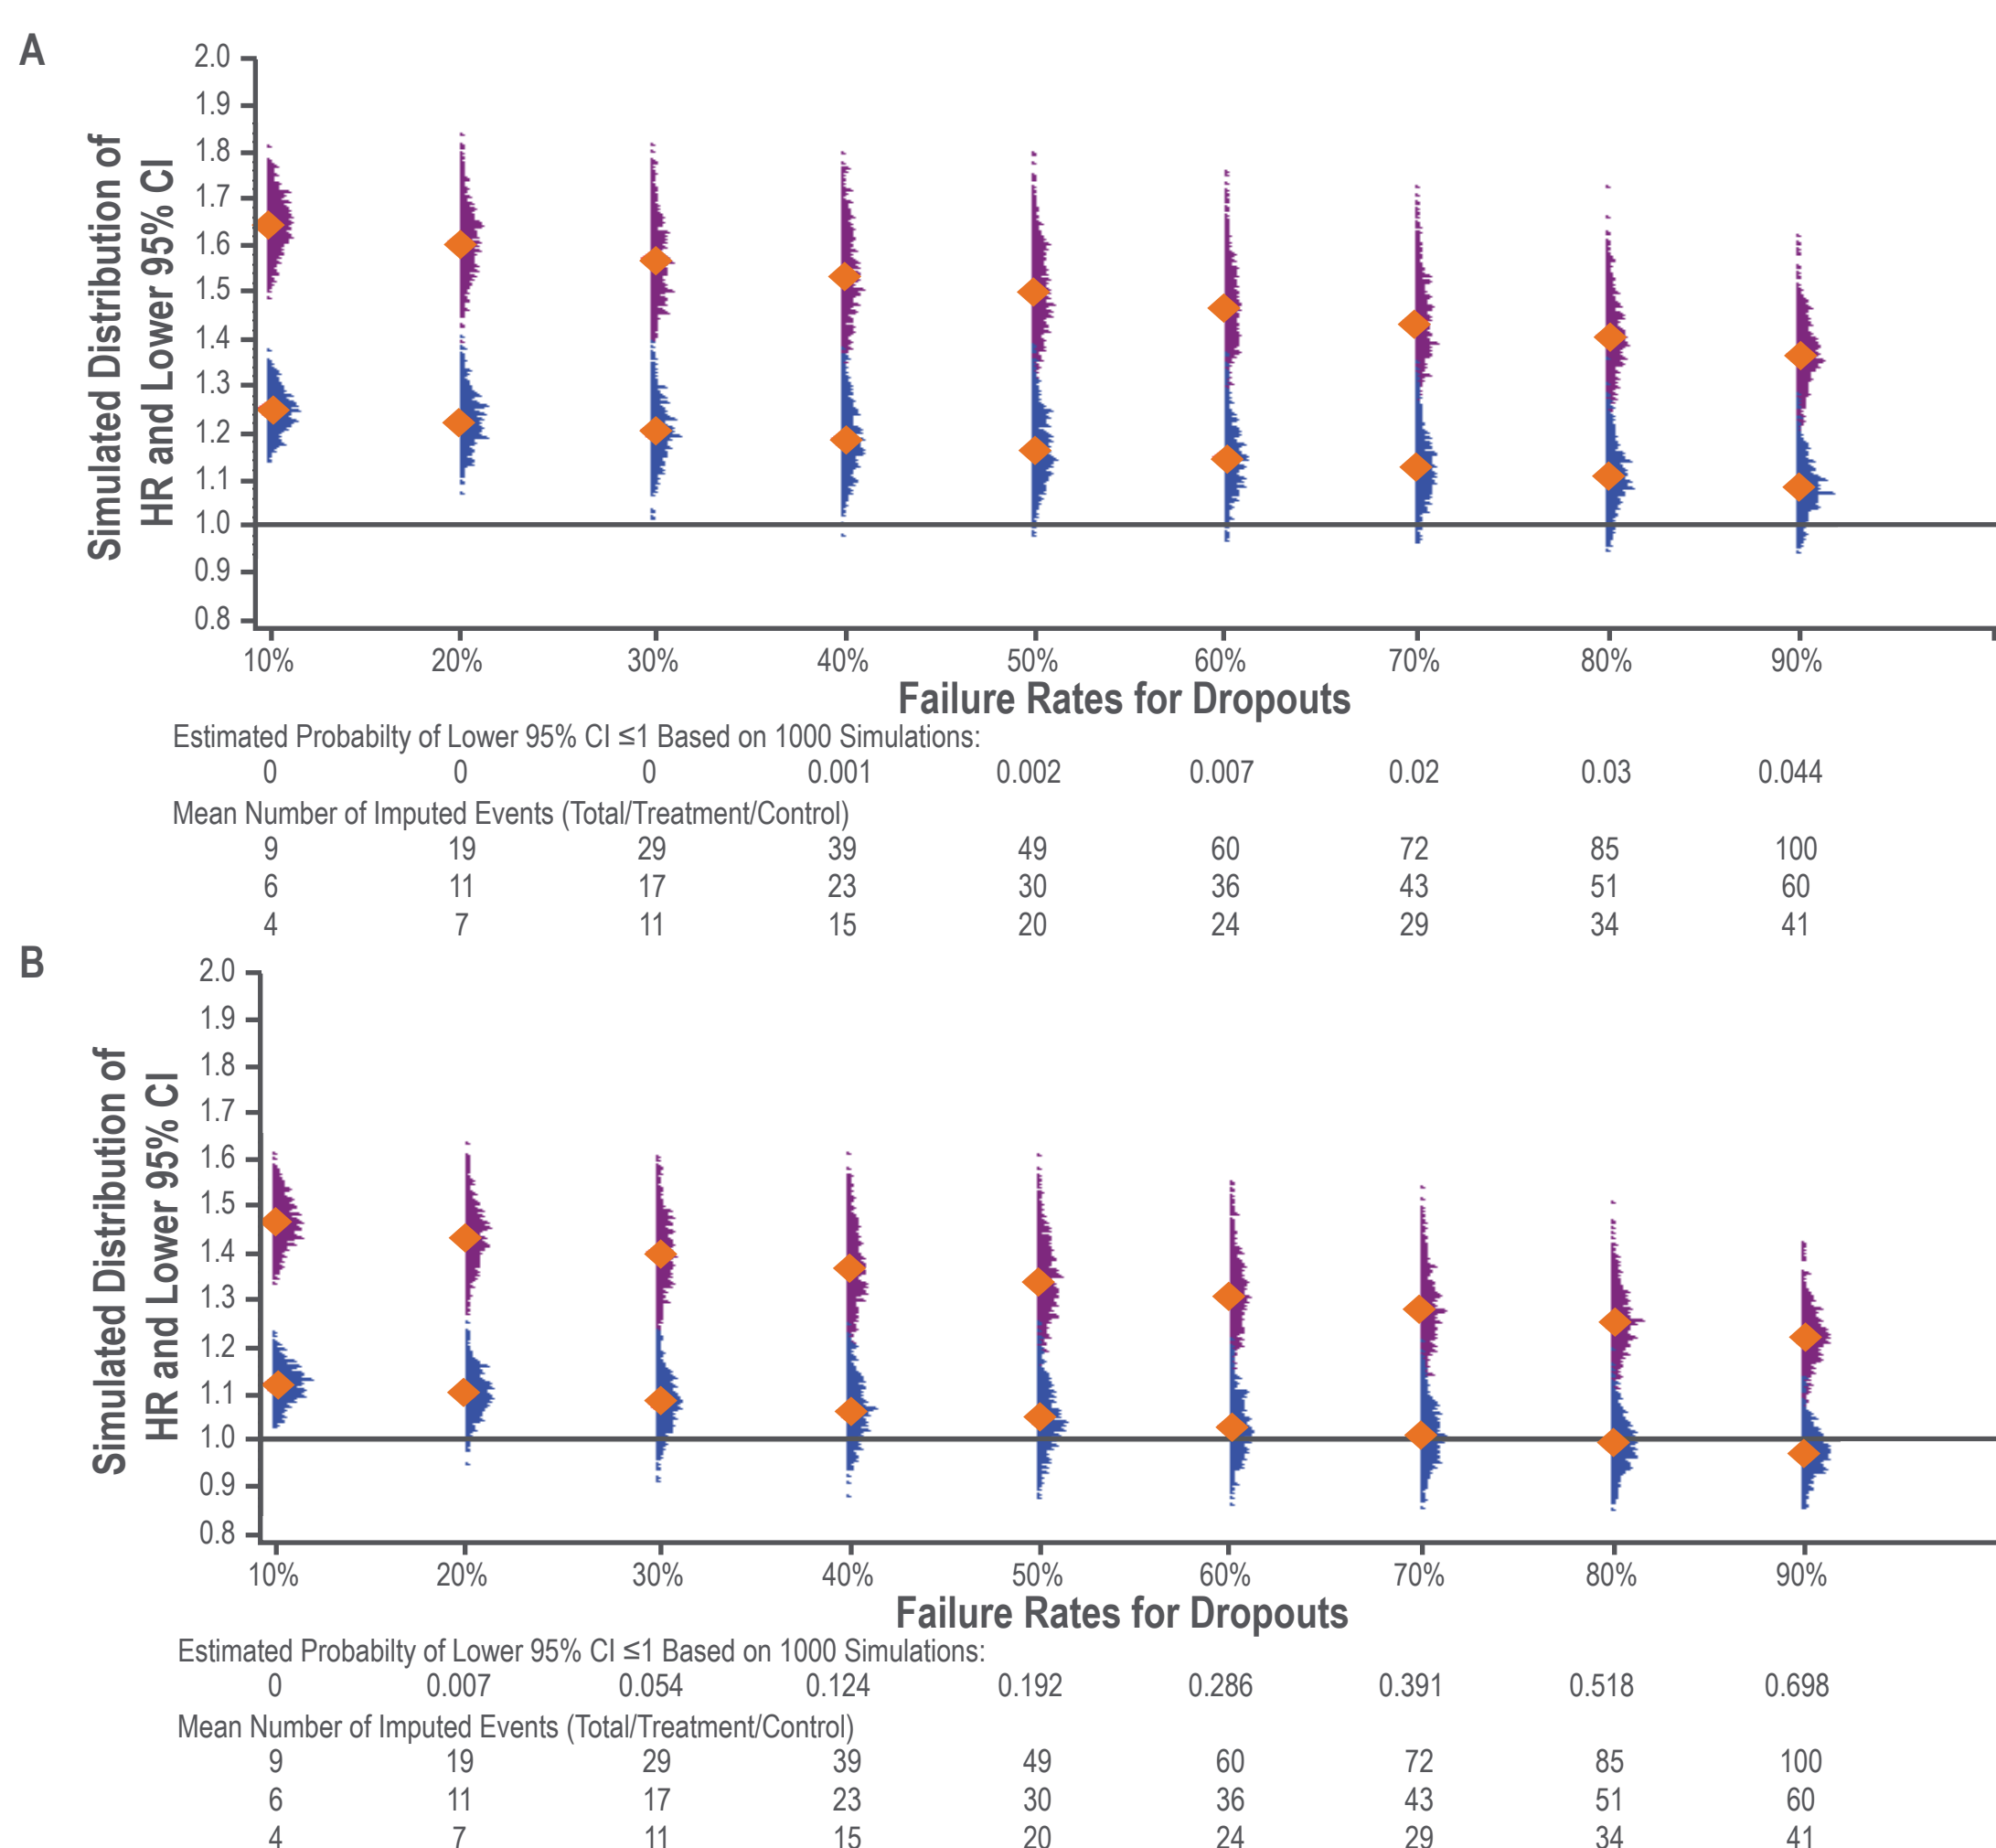 A
2.0
1.9
1.8
1.7
1.6
1.5
1.4
1.3
1.2
1.1
1.0
0.9
0.8
Simulated Distribution of
HR and Lower 95% CI
10% 20% 30% 40% 50% 60% 70% 80% 90%
Failure Rates for Dropouts
Estimated Probabilty of Lower 95% CI ≤1 Based on 1000 Simulations:
0 0 0 0.001 0.002 0.007 0.02 0.03 0.044
Mean Number of Imputed Events (Total/Treatment/Control)
9 19 29 39 49 60 72 85 100
6 11 17 23 30 36 43 51 60
4 7 11 15 20 24 29 34 41
B
2.0
1.9
1.8
1.7
1.6
1.5
1.4
1.3
1.2
1.1
1.0
0.9
0.8
Simulated Distribution of
HR and Lower 95% CI
10% 20% 30% 40% 50% 60% 70% 80% 90%
Failure Rates for Dropouts
Estimated Probabilty of Lower 95% CI ≤1 Based on 1000 Simulations:
0 0.007 0.054 0.124 0.192 0.286 0.391 0.518 0.698
Mean Number of Imputed Events (Total/Treatment/Control)
9 19 29 39 49 60 72 85 100
6 11 17 23 30 36 43 51 60
4 7 11 15 20 24 29 34 41